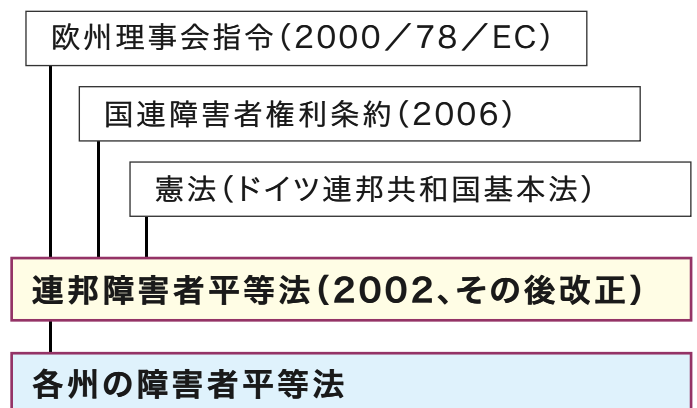 欧州理事会指令（2000／78／EC）
国連障害者権利条約（2006）
憲法（ドイツ連邦共和国基本法）
連邦障害者平等法（2002、その後改正）
各州の障害者平等法